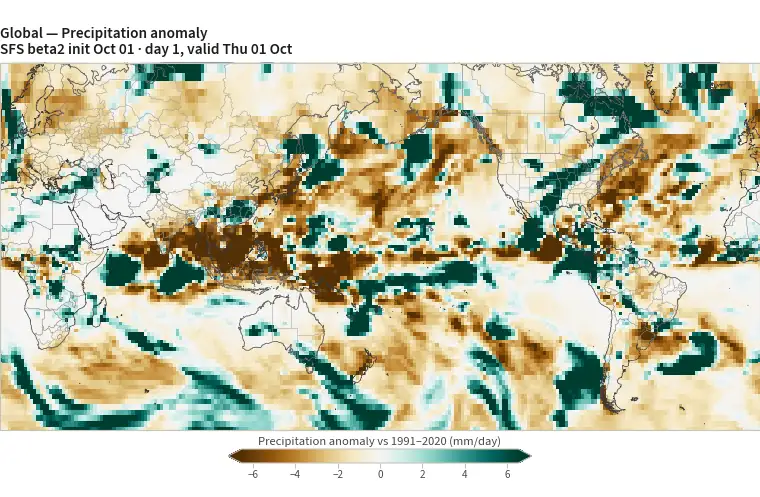 Global — Precipitation anomaly
SFS beta2 init Oct 01 · day 1, valid Thu 01 Oct
Precipitation anomaly vs 1991–2020 (mm/day)
−6 −4 −2 0 2 4 6